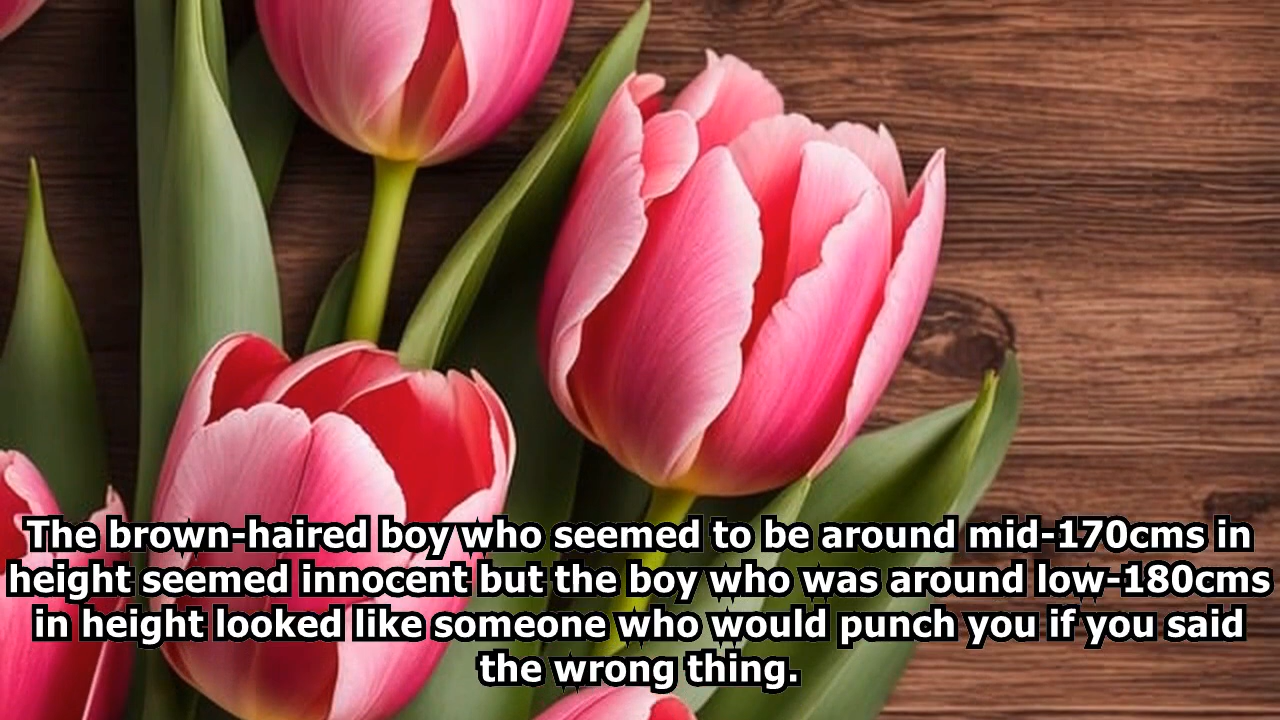 The brown-haired boy who seemed to be around mid-170cms in
height seemed innocent but the boy who was around low-180cms
in height looked like someone who would punch you if you said
the wrong thing.